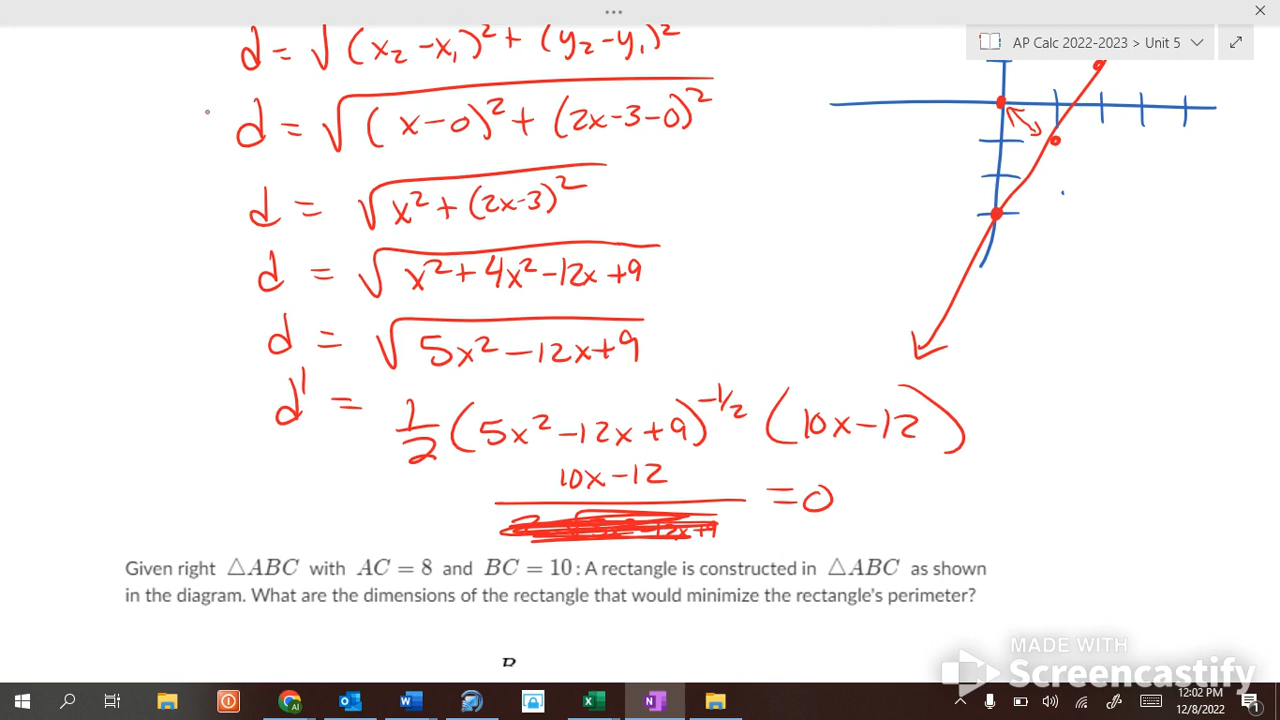 AP Calc 2022-2023 > Unit 5
d = √(x₂-x₁)² + (y₂-y₁)²
d = √(x-0)² + (2x-3-0)²
d = √x² + (2x-3)²
d = √x² + 4x² -12x + 9
d = √5x² -12x+9
d' = 1/2 (5x² -12x +9)^-1/2 (10x-12)
10x -12
= 0
Given right △ABC with AC = 8 and BC = 10: A rectangle is constructed in △ABC as shown
in the diagram. What are the dimensions of the rectangle that would minimize the rectangle's perimeter?
B
MADE WITH
Screencastify
12:02 PM
12/8/2022